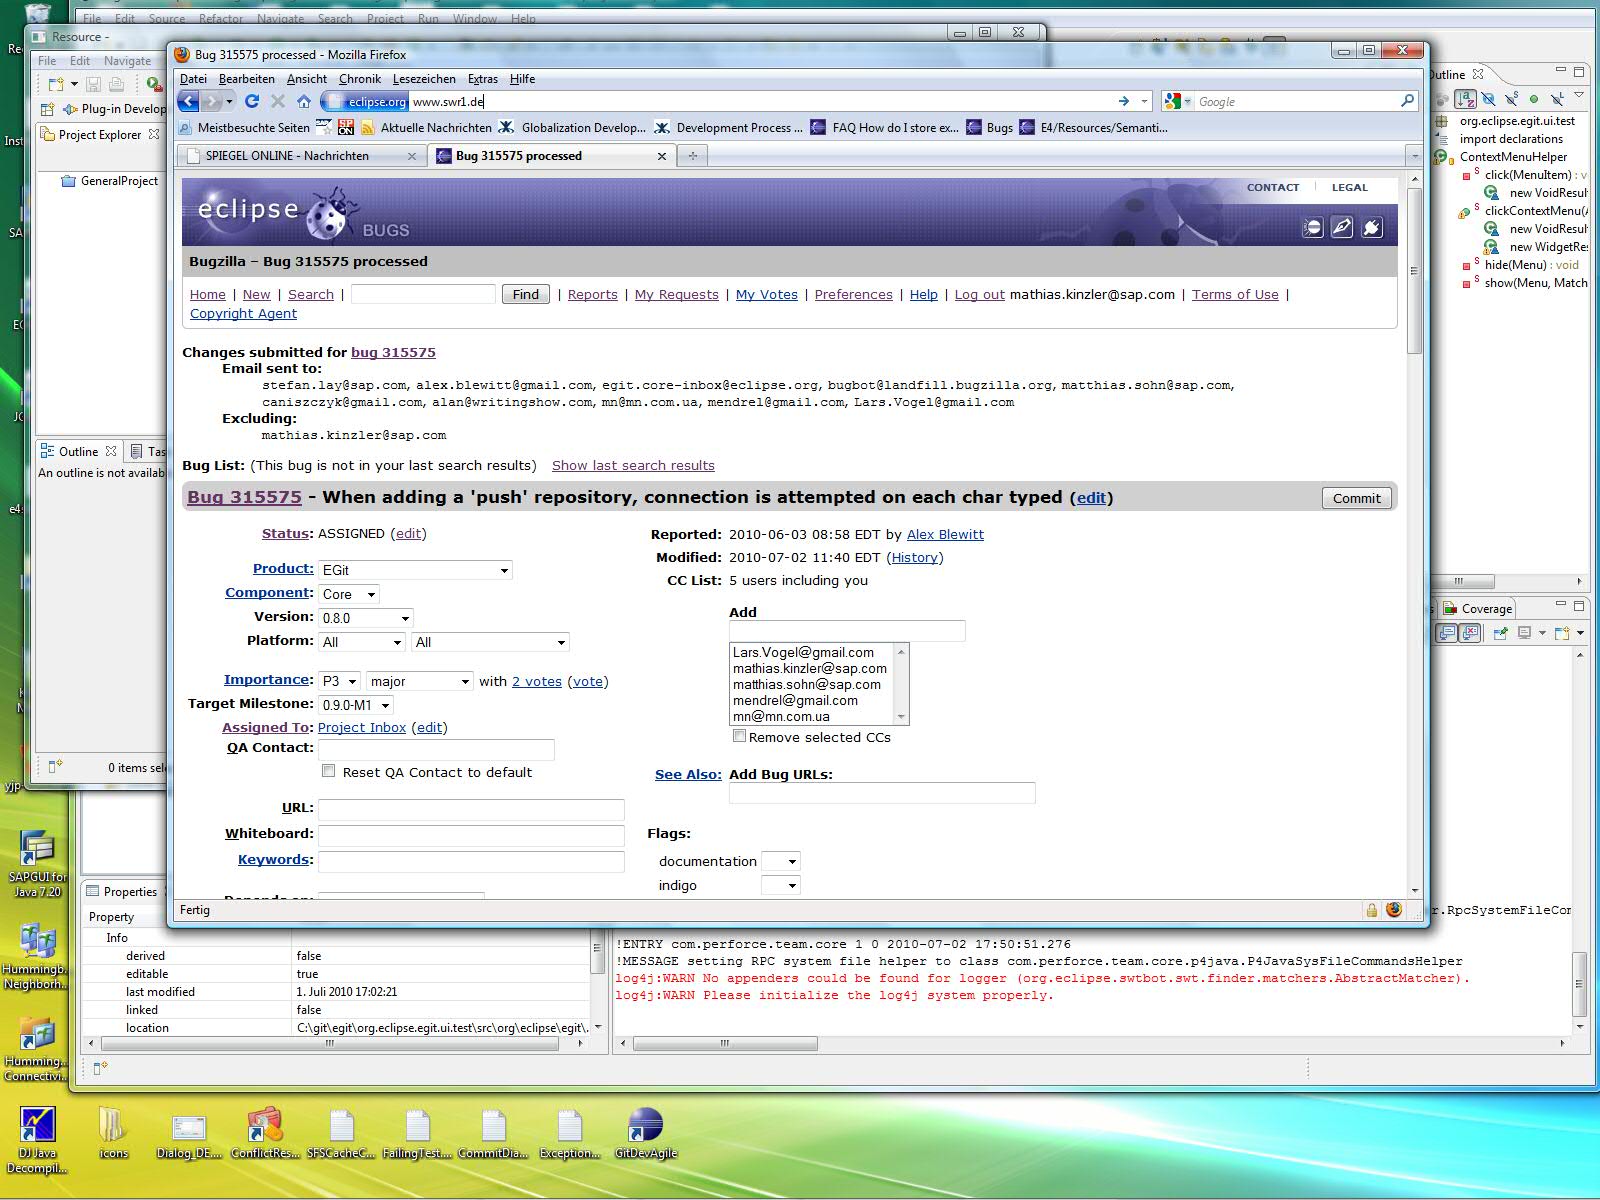 File Edit Source Refactor Navigate Search Project Run Window Help
Resource -
File Edit Navigate
Plug-in Develop
Project Explorer
GeneralProject
Outline
An outline is not availab
0 items sele
Bug 315575 processed - Mozilla Firefox
Datei Bearbeiten Ansicht Chronik Lesezeichen Extras Hilfe
eclipse.org www.swr1.de
Google
Meistbesuchte Seiten Aktuelle Nachrichten Globalization Develop... Development Process ... FAQ How do I store ex... Bugs E4/Resources/Semanti...
SPIEGEL ONLINE - Nachrichten Bug 315575 processed
CONTACT LEGAL
eclipse BUGS
Bugzilla – Bug 315575 processed
Home | New | Search | Find | Reports | My Requests | My Votes | Preferences | Help | Log out mathias.kinzler@sap.com | Terms of Use |
Copyright Agent
Changes submitted for bug 315575
Email sent to:
stefan.lay@sap.com, alex.blewitt@gmail.com, egit.core-inbox@eclipse.org, bugbot@landfill.bugzilla.org, matthias.sohn@sap.com,
caniszczyk@gmail.com, alan@writingshow.com, mn@mn.com.ua, mendrel@gmail.com, Lars.Vogel@gmail.com
Excluding:
mathias.kinzler@sap.com
Bug List: (This bug is not in your last search results) Show last search results
Bug 315575 - When adding a 'push' repository, connection is attempted on each char typed (edit) Commit
Status: ASSIGNED (edit)
Product: EGit
Component: Core
Version: 0.8.0
Platform: All All
Importance: P3 major with 2 votes (vote)
Target Milestone: 0.9.0-M1
Assigned To: Project Inbox (edit)
QA Contact:
Reset QA Contact to default
URL:
Whiteboard:
Keywords:
Reported: 2010-06-03 08:58 EDT by Alex Blewitt
Modified: 2010-07-02 11:40 EDT (History)
CC List: 5 users including you
Add
Lars.Vogel@gmail.com
mathias.kinzler@sap.com
matthias.sohn@sap.com
mendrel@gmail.com
mn@mn.com.ua
Remove selected CCs
See Also: Add Bug URLs:
Flags:
documentation
indigo
Fertig
Outline
org.eclipse.egit.ui.test
import declarations
ContextMenuHelper
click(MenuItem) : v
new VoidResul
clickContextMenu(A
new VoidResul
new WidgetRes
hide(Menu) : void
show(Menu, Match
Coverage
r.RpcSystemFileCom
!ENTRY com.perforce.team.core 1 0 2010-07-02 17:50:51.276
!MESSAGE setting RPC system file helper to class com.perforce.team.core.p4java.P4JavaSysFileCommandsHelper
log4j:WARN No appenders could be found for logger (org.eclipse.swtbot.swt.finder.matchers.AbstractMatcher).
log4j:WARN Please initialize the log4j system properly.
Properties
Property
Info
derived false
editable true
last modified 1. Juli 2010 17:02:21
linked false
location C:\git\egit\org.eclipse.egit.ui.test\src\org\eclipse\egit\.
SAPGUI for
Java 7.20
Hummingb...
Neighborh...
Humming...
Connectivi...
DJ Java
Decompil...
icons
Dialog_DE....
ConflictRes...
SFSCacheC...
FailingTest....
CommitDia...
Exception...
GitDevAgile